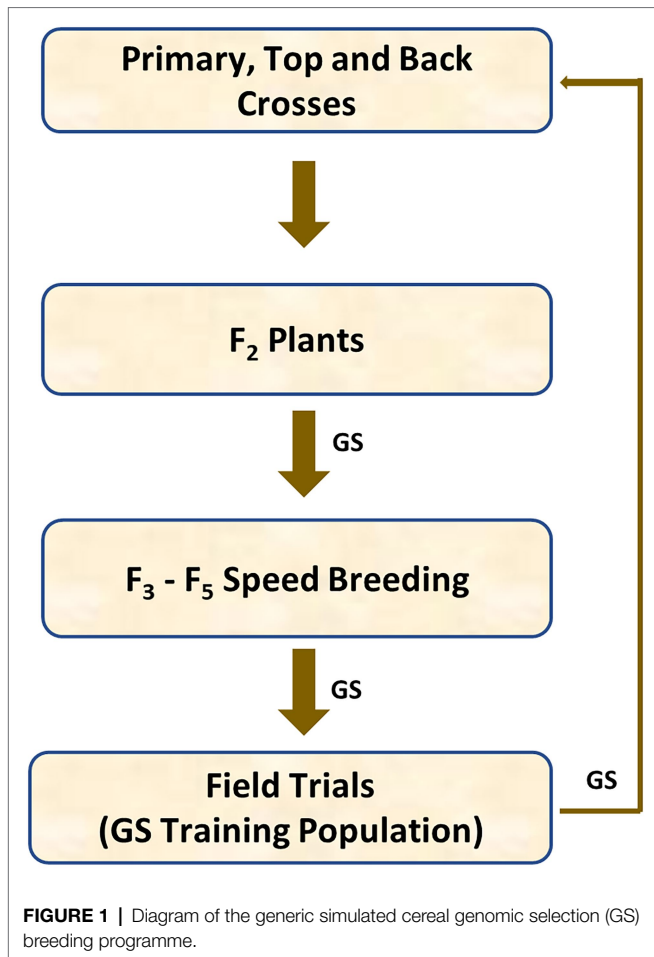 Primary, Top and Back
Crosses
F₂ Plants
GS
F₃ - F₅ Speed Breeding
GS
Field Trials
(GS Training Population)
GS
FIGURE 1 | Diagram of the generic simulated cereal genomic selection (GS)
breeding programme.